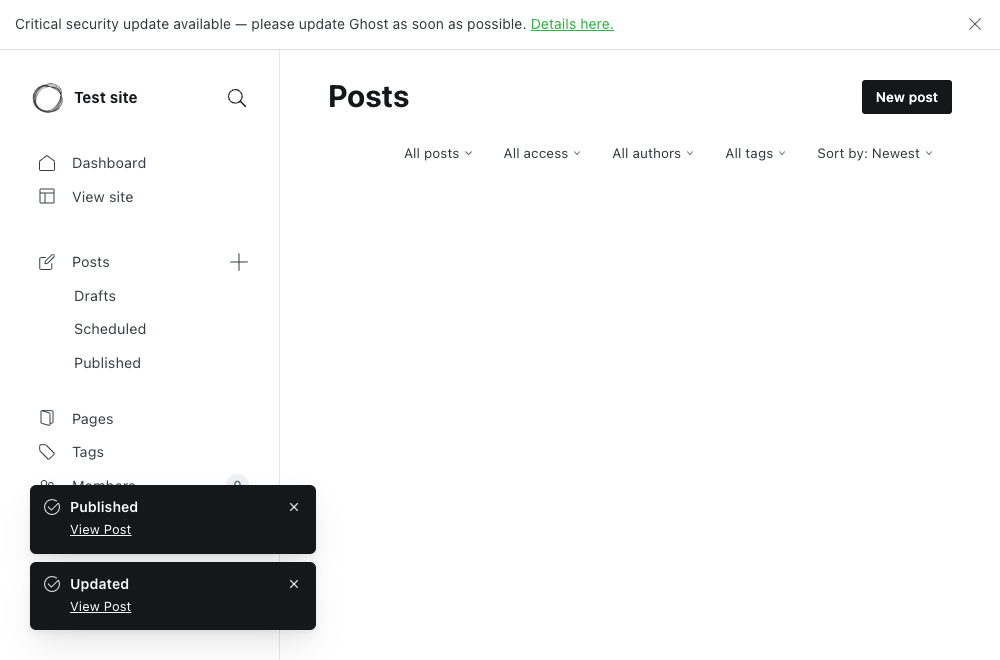 Critical security update available — please update Ghost as soon as possible. Details here.
Test site
Posts
New post
All posts
All access
All authors
All tags
Sort by: Newest
Dashboard
View site
Posts
Drafts
Scheduled
Published
Pages
Tags
Members 0
Published
View Post
Updated
View Post